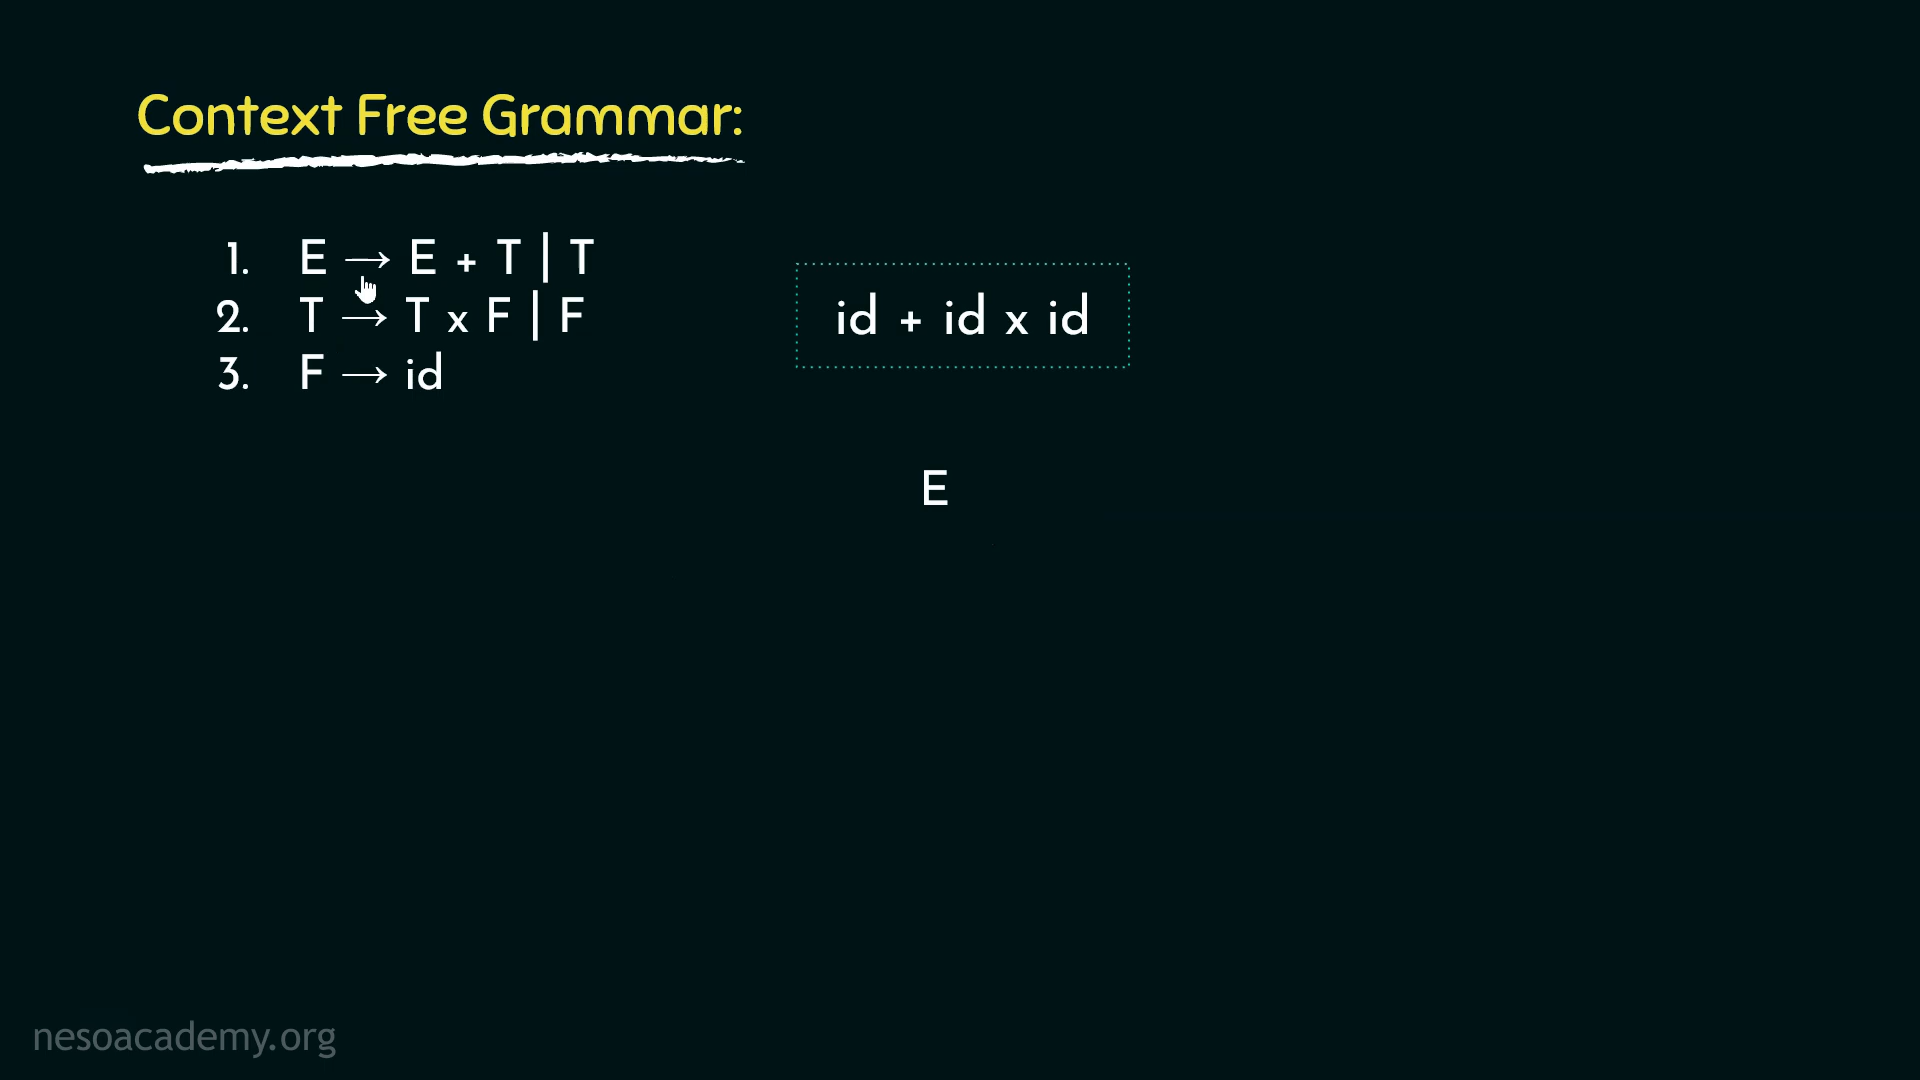 Context Free Grammar:
1. E → E + T | T
2. T → T x F | F
3. F → id
id + id x id
E
nesoacademy.org